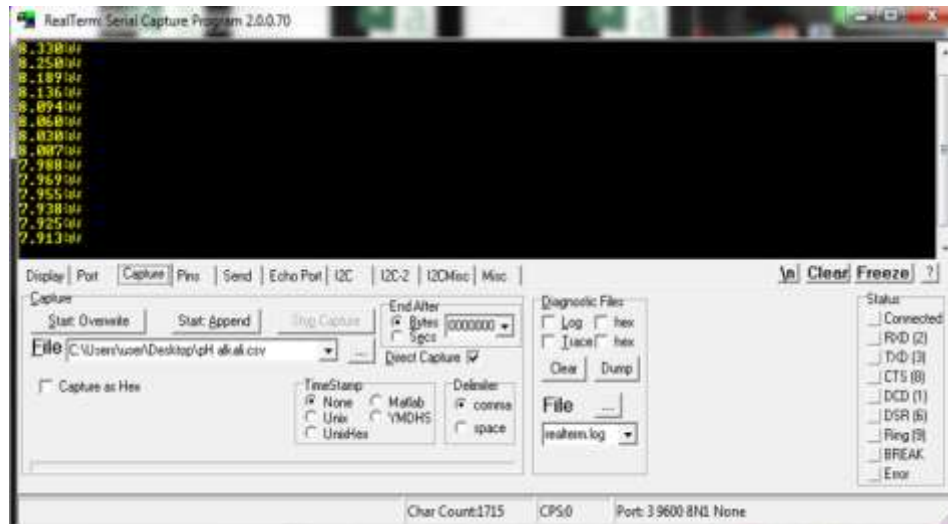 RealTerm: Serial Capture Program 2.0.0.70
8.330
8.250
8.189
8.136
8.094
8.060
8.030
8.007
7.988
7.969
7.955
7.938
7.925
7.913
Display Port Capture Pins Send Echo Port I2C I2C-2 I2CMisc Misc \n Clear Freeze ?
Capture
Start: Overwrite Start: Append Stop Capture
File C:\Users\user\Desktop\pH alkali.csv ...
Capture as Hex
End After
Bytes 0000000
Secs
Direct Capture
TimeStamp
None Matlab
Unix YMDHS
UnixHex
Delimiter
comma
space
Diagnostic Files
Log hex
Trace hex
Clear Dump
File ...
realterm.log
Status
Connected
RXD (2)
TXD (3)
CTS (8)
DCD (1)
DSR (6)
Ring (9)
BREAK
Error
Char Count:1715 CPS:0 Port: 3 9600 8N1 None